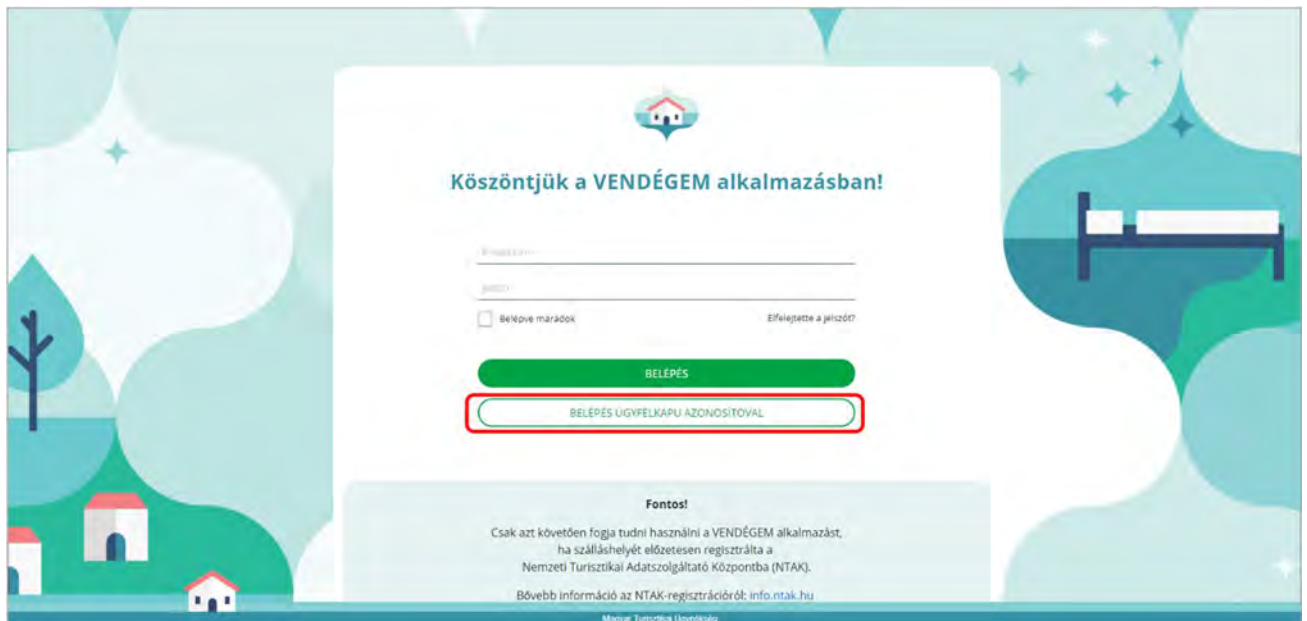 Köszöntjük a VENDÉGEM alkalmazásban!
Jelszó
Belépve maradok
Elfelejtette a jelszót?
BELÉPÉS
BELÉPÉS ÜGYFÉLKAPU AZONOSÍTÓVAL
Fontos!
Csak azt követően fogja tudni használni a VENDÉGEM alkalmazást,
ha szálláshelyét előzetesen regisztrálta a
Nemzeti Turisztikai Adatszolgáltató Központba (NTAK).
Bővebb információ az NTAK-regisztrációról: info.ntak.hu
Magyar Turisztikai Ügynökség